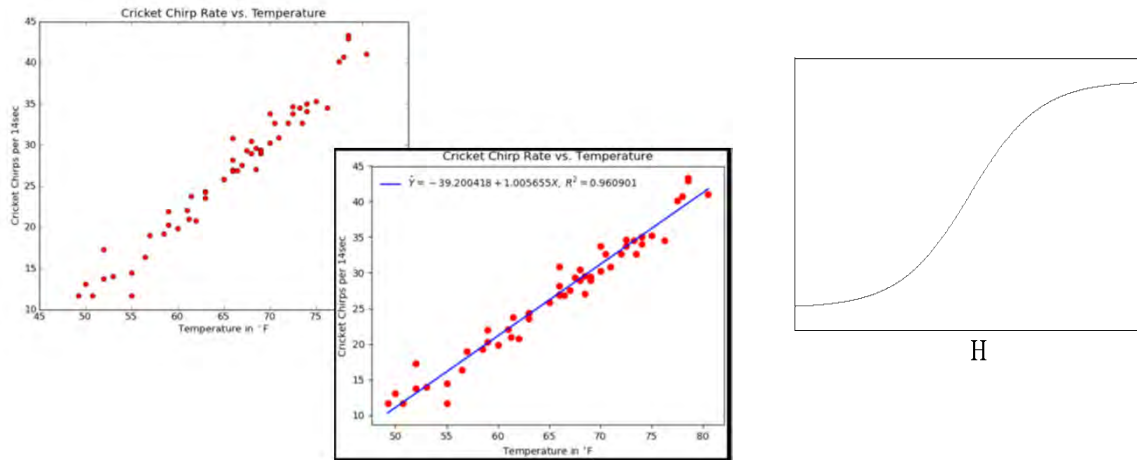 Cricket Chirp Rate vs. Temperature
45
40
35
30
25
20
15
10
Cricket Chirps per 14sec
45 50 55 60 65 70 75
Temperature in °F
Cricket Chirp Rate vs. Temperature
Ŷ = −39.200418 + 1.005655X, R² = 0.960901
45
40
35
30
25
20
15
10
Cricket Chirps per 14sec
50 55 60 65 70 75 80
Temperature in °F
H